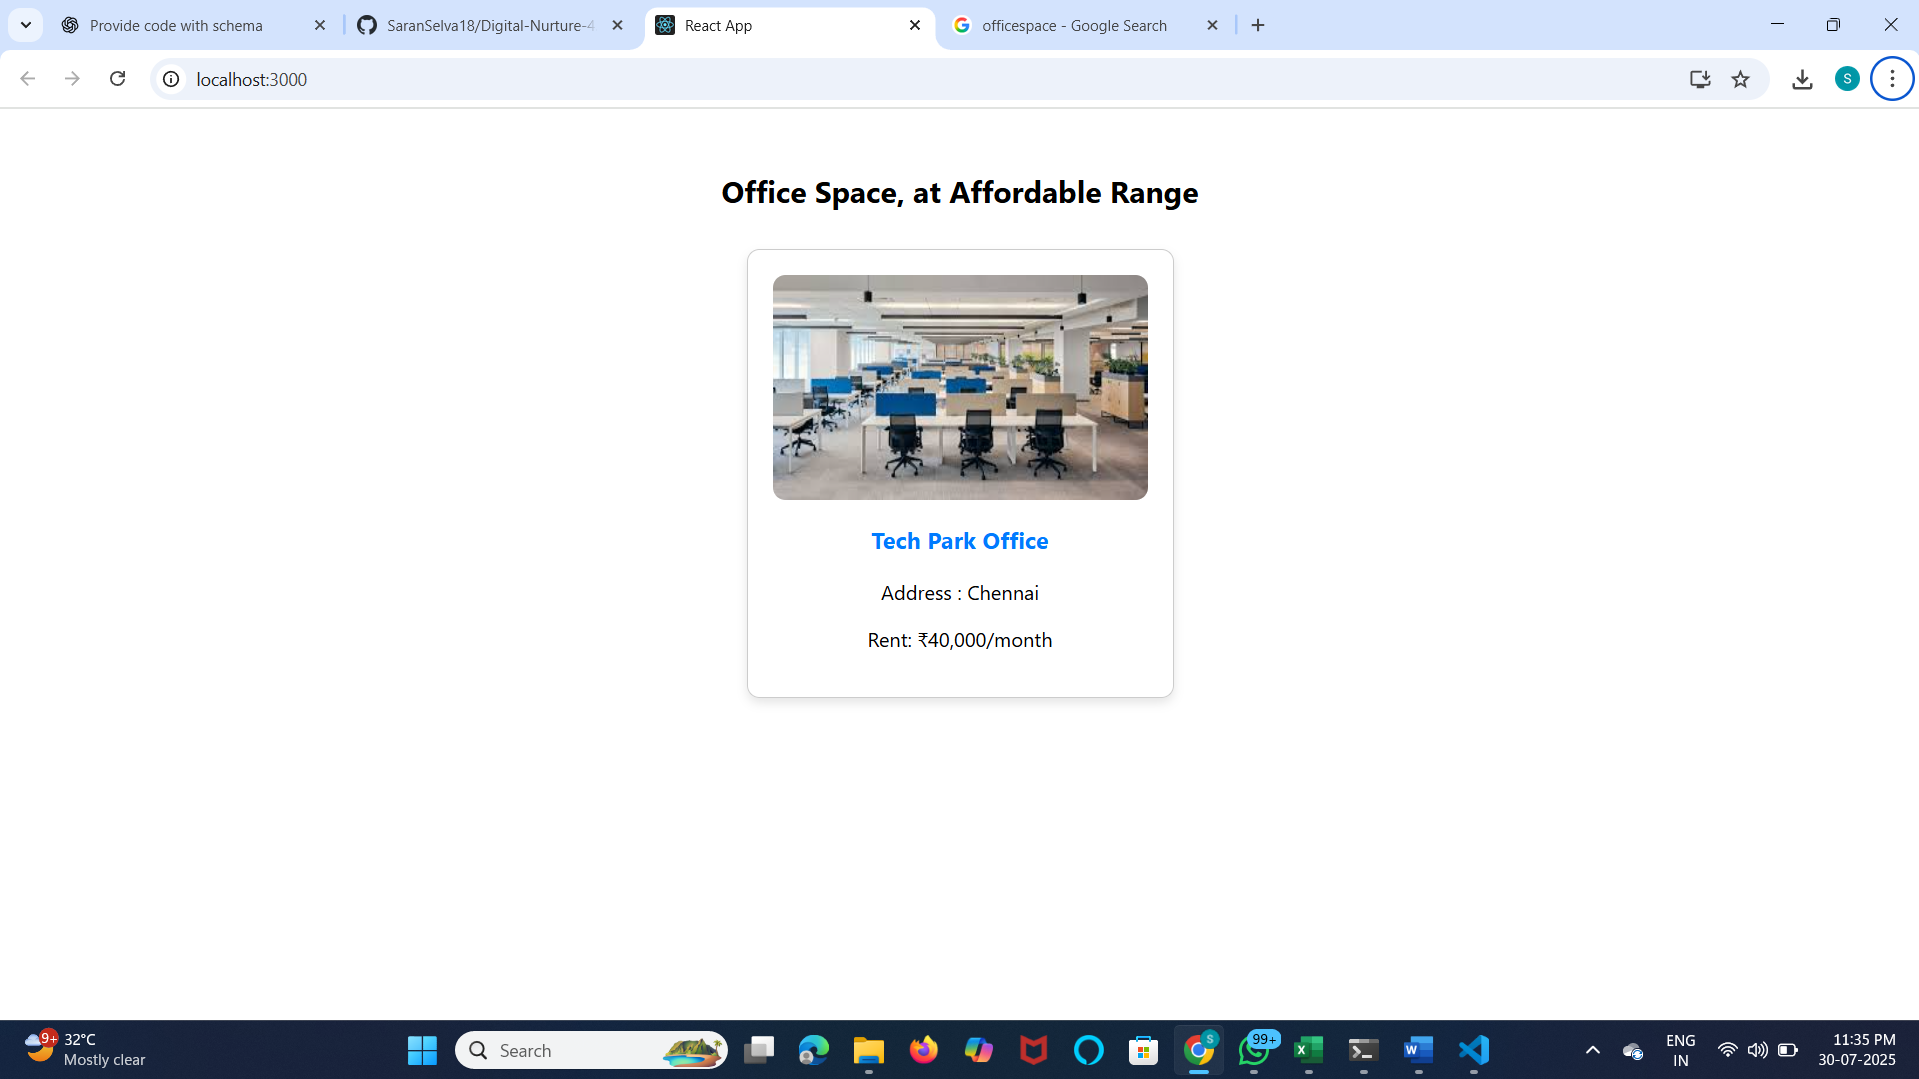 Provide code with schema
SaranSelva18/Digital-Nurture-4
React App
officespace - Google Search
localhost:3000
S
Office Space, at Affordable Range
Tech Park Office
Address : Chennai
Rent: ₹40,000/month
9+
32°C
Mostly clear
Search
S
99+
ENG
IN
11:35 PM
30-07-2025